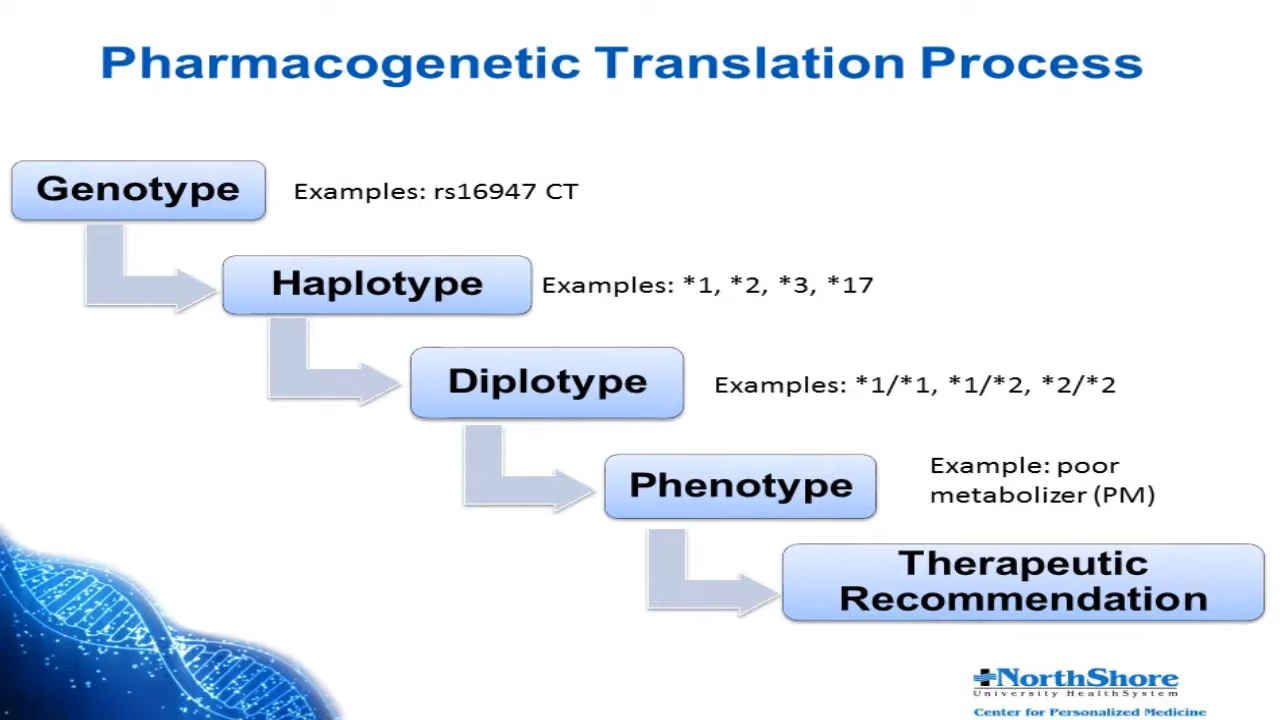 Pharmacogenetic Translation Process
Genotype
Examples: rs16947 CT
Haplotype
Examples: *1, *2, *3, *17
Diplotype
Examples: *1/*1, *1/*2, *2/*2
Phenotype
Example: poor
metabolizer (PM)
Therapeutic
Recommendation
NorthShore
University HealthSystem
Center for Personalized Medicine